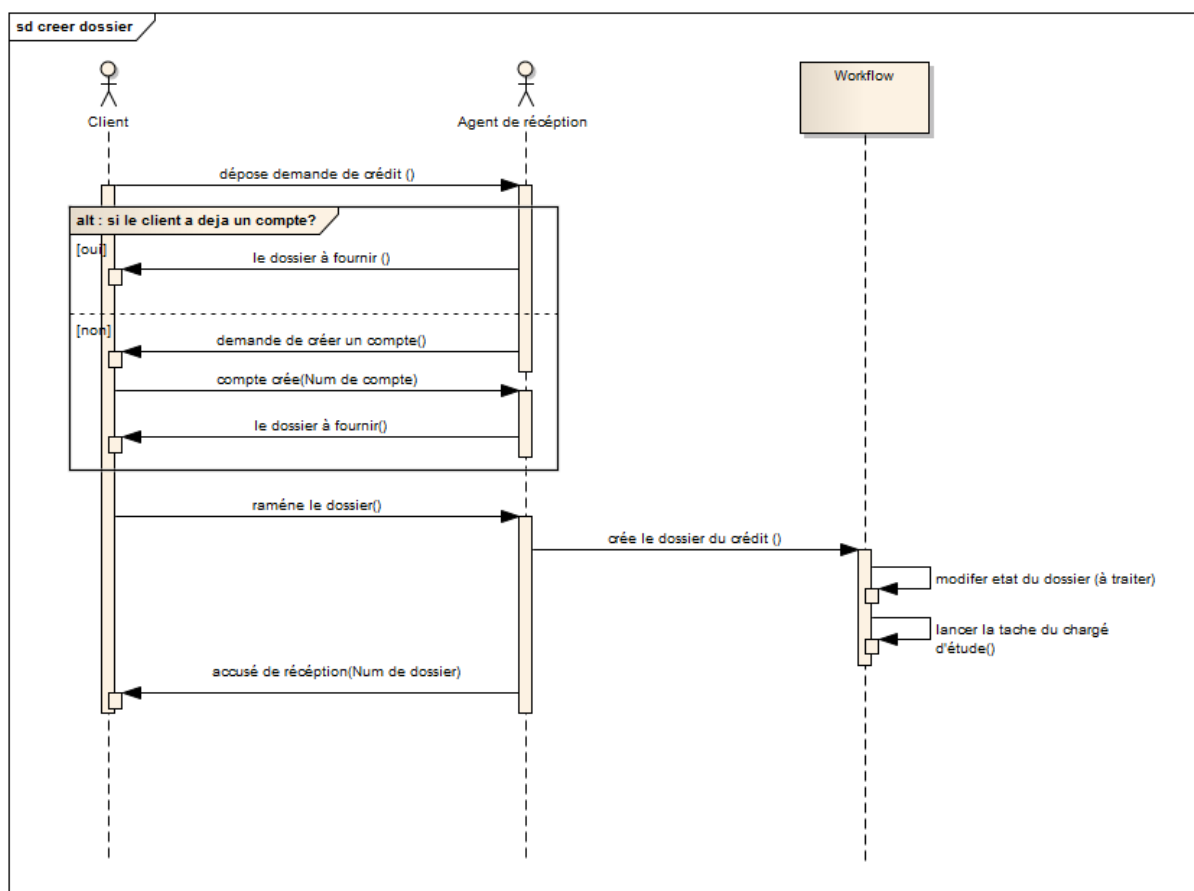 sd creer dossier
Client
Agent de récéption
Workflow
dépose demande de crédit ()
alt : si le client a deja un compte?
[oui]
le dossier à fournir ()
[non]
demande de créer un compte()
compte crée(Num de compte)
le dossier à fournir()
raméne le dossier()
crée le dossier du crédit ()
modifer etat du dossier (à traiter)
lancer la tache du chargé
d'étude()
accusé de récéption(Num de dossier)